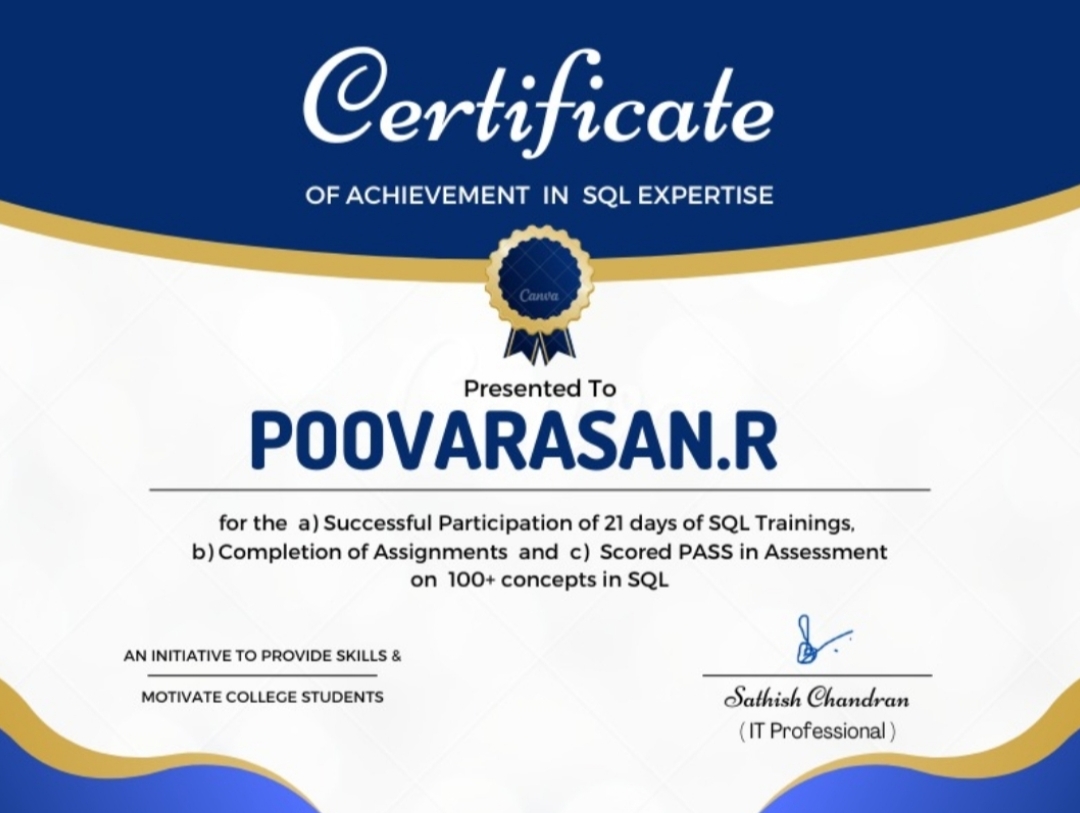 Certificate
OF ACHIEVEMENT IN SQL EXPERTISE
Canva
Presented To
POOVARASAN.R
for the a) Successful Participation of 21 days of SQL Trainings,
b) Completion of Assignments and c) Scored PASS in Assessment
on 100+ concepts in SQL
AN INITIATIVE TO PROVIDE SKILLS &
MOTIVATE COLLEGE STUDENTS
Sathish Chandran
( IT Professional )